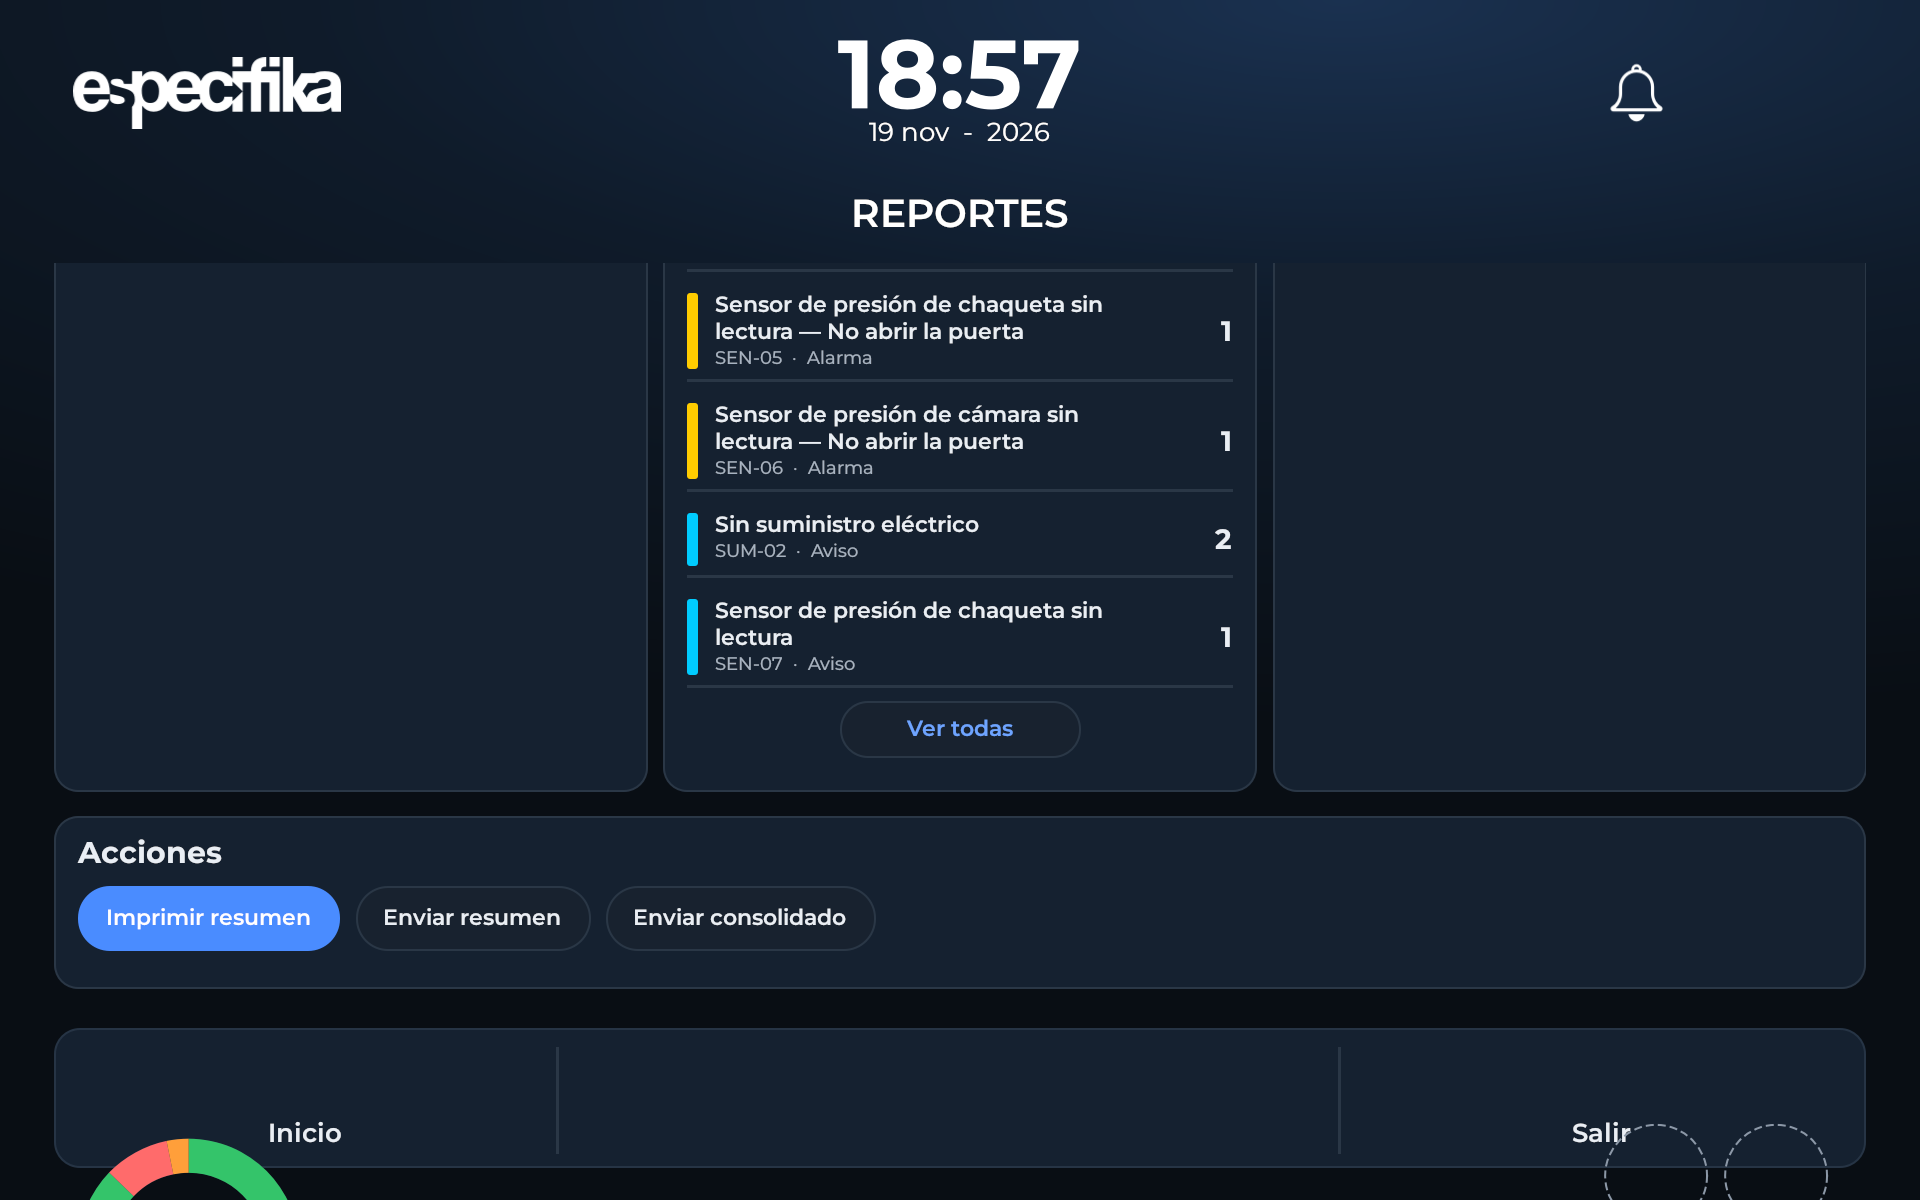 especifika
18:57
19 nov - 2026
REPORTES
Sensor de presión de chaqueta sin
lectura — No abrir la puerta
SEN-05 · Alarma
1
Sensor de presión de cámara sin
lectura — No abrir la puerta
SEN-06 · Alarma
1
Sin suministro eléctrico
SUM-02 · Aviso
2
Sensor de presión de chaqueta sin
lectura
SEN-07 · Aviso
1
Ver todas
Acciones
Imprimir resumen
Enviar resumen
Enviar consolidado
Inicio
Salir